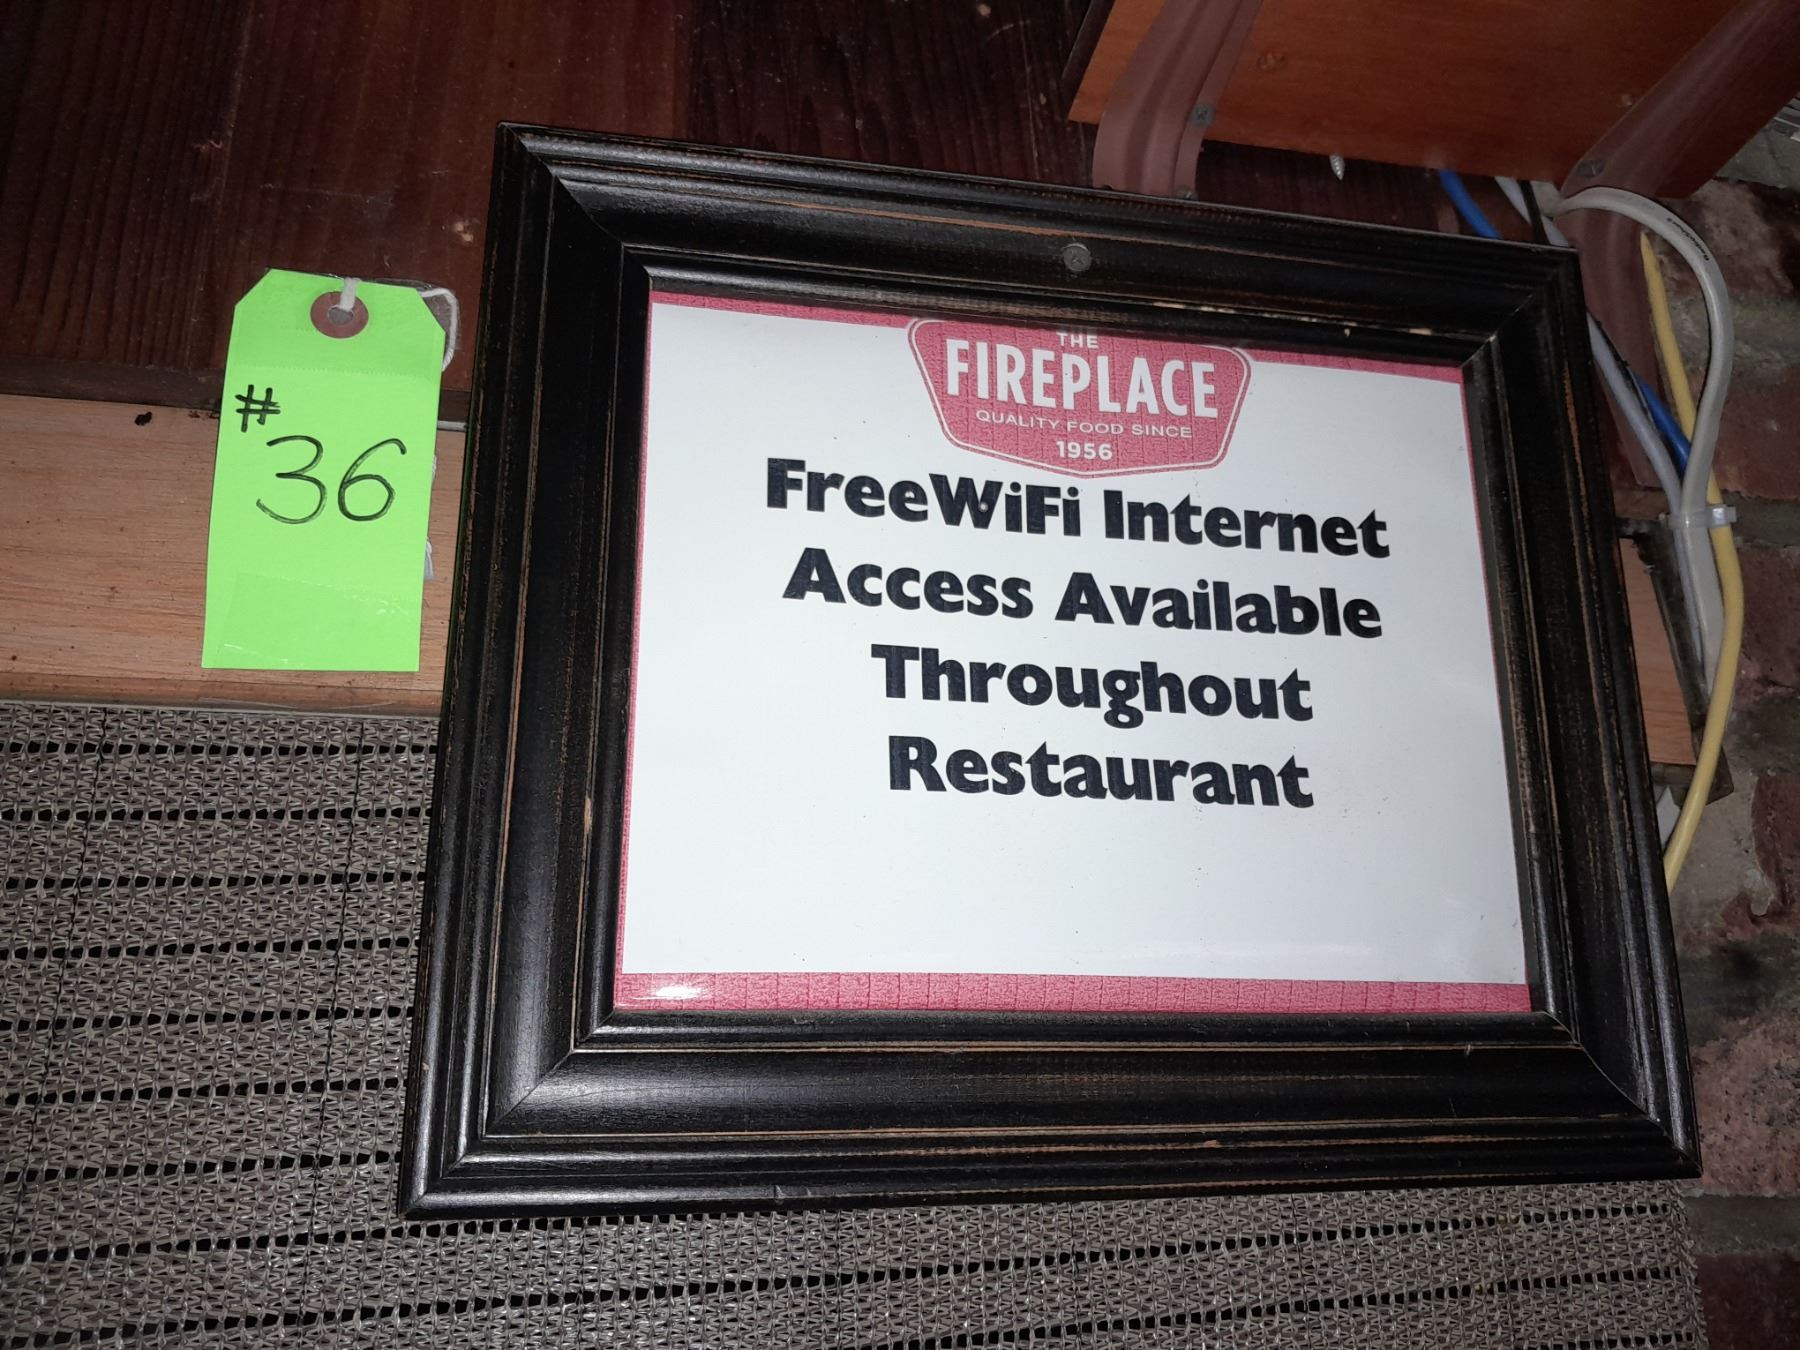 # 36
THE
FIREPLACE
QUALITY FOOD SINCE
1956
FreeWiFi Internet
Access Available
Throughout
Restaurant